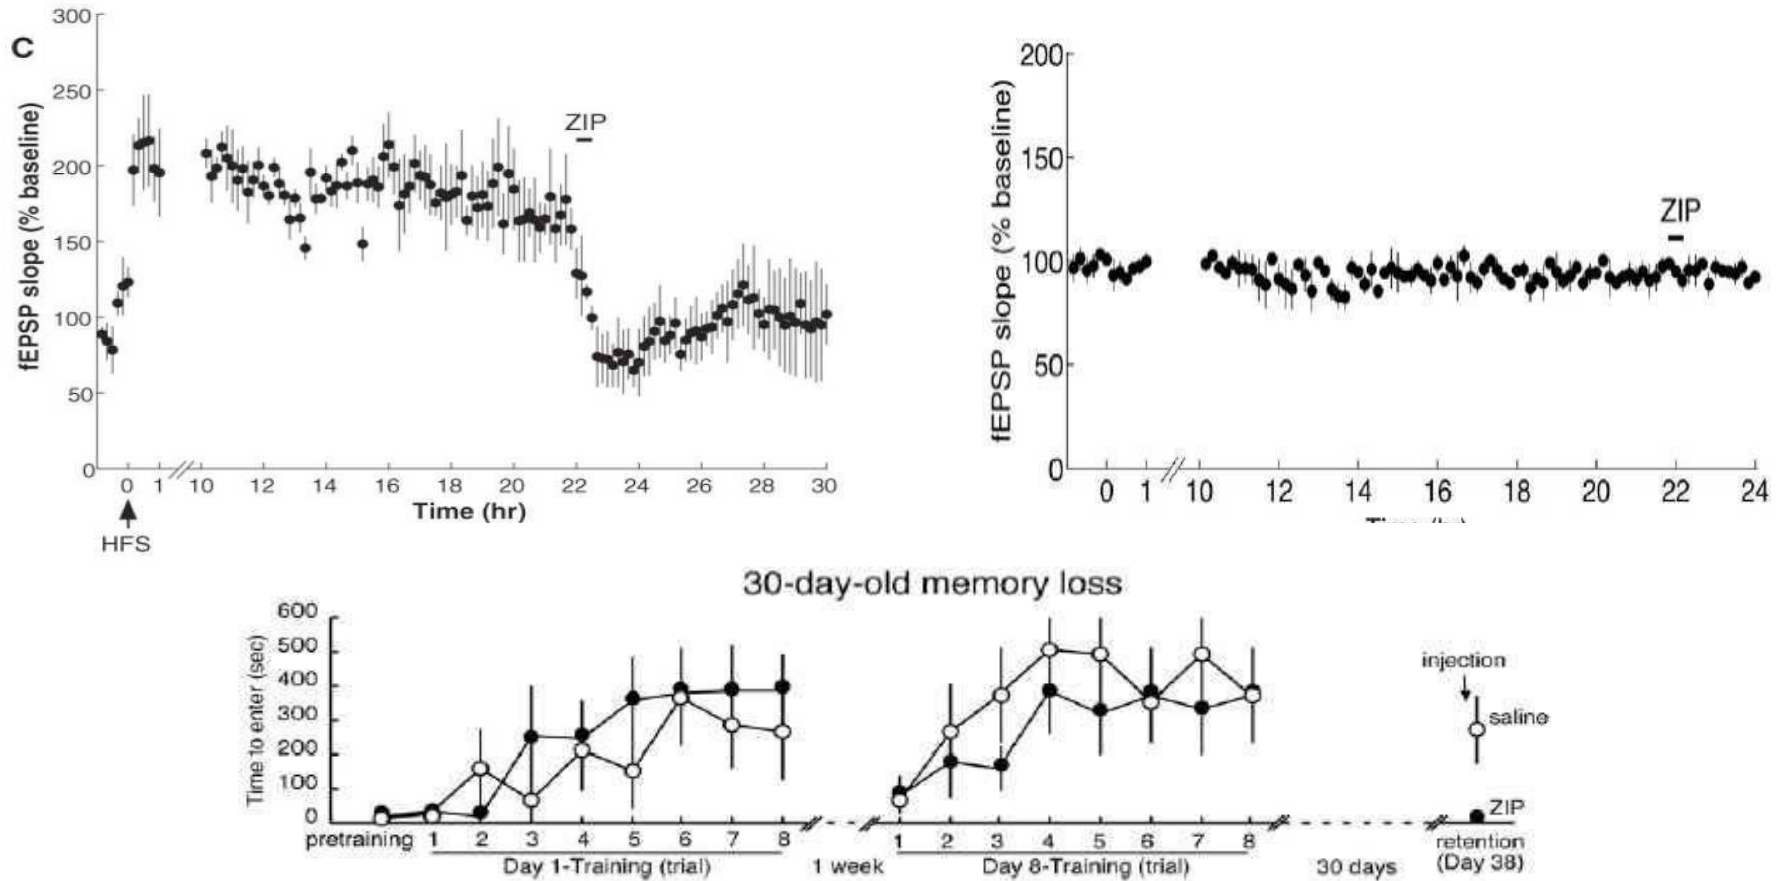 C
300
250
200
150
100
50
0
fEPSP slope (% baseline)
ZIP
0 1 10 12 14 16 18 20 22 24 26 28 30
Time (hr)
HFS
200
150
100
50
0
fEPSP slope (% baseline)
ZIP
0 1 10 12 14 16 18 20 22 24
Time (hr)
30-day-old memory loss
600
500
400
300
200
100
0
Time to enter (sec)
injection
saline
ZIP
pretraining 1 2 3 4 5 6 7 8 1 2 3 4 5 6 7 8 retention
Day 1-Training (trial) 1 week Day 8-Training (trial) 30 days (Day 38)